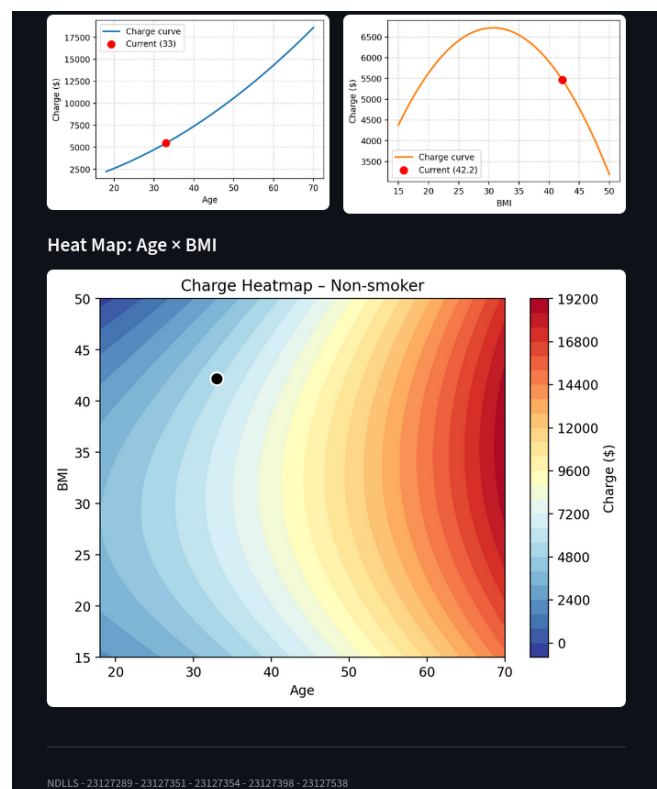 17500
15000
12500
10000
7500
5000
2500
Charge ($)
Charge curve
Current (33)
20 30 40 50 60 70
Age
6500
6000
5500
5000
4500
4000
3500
Charge ($)
Charge curve
Current (42.2)
15 20 25 30 35 40 45 50
BMI
Heat Map: Age × BMI
Charge Heatmap – Non-smoker
50
45
40
35
30
25
20
15
BMI
20 30 40 50 60 70
Age
19200
16800
14400
12000
9600
7200
4800
2400
0
Charge ($)
NDLLS - 23127289 - 23127351 - 23127354 - 23127398 - 23127538